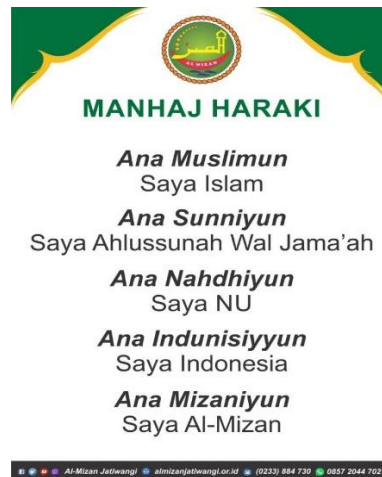 AL MIZAN
MANHAJ HARAKI
Ana Muslimun
Saya Islam
Ana Sunniyun
Saya Ahlussunah Wal Jama'ah
Ana Nahdhiyun
Saya NU
Ana Indunisiyyun
Saya Indonesia
Ana Mizaniyun
Saya Al-Mizan
Al-Mizan Jatiwangi almizanjatiwangi.or.id (0233) 884 730 0857 2044 702